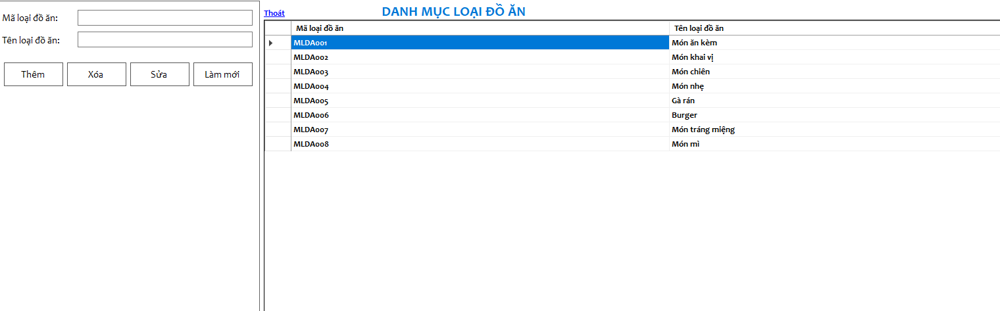 Mã loại đồ ăn:
Tên loại đồ ăn:
Thêm Xóa Sửa Làm mới
Thoát DANH MỤC LOẠI ĐỒ ĂN
Mã loại đồ ăn Tên loại đồ ăn
MLDA001 Món ăn kèm
MLDA002 Món khai vị
MLDA003 Món chiên
MLDA004 Món nhẹ
MLDA005 Gà rán
MLDA006 Burger
MLDA007 Món tráng miệng
MLDA008 Món mì